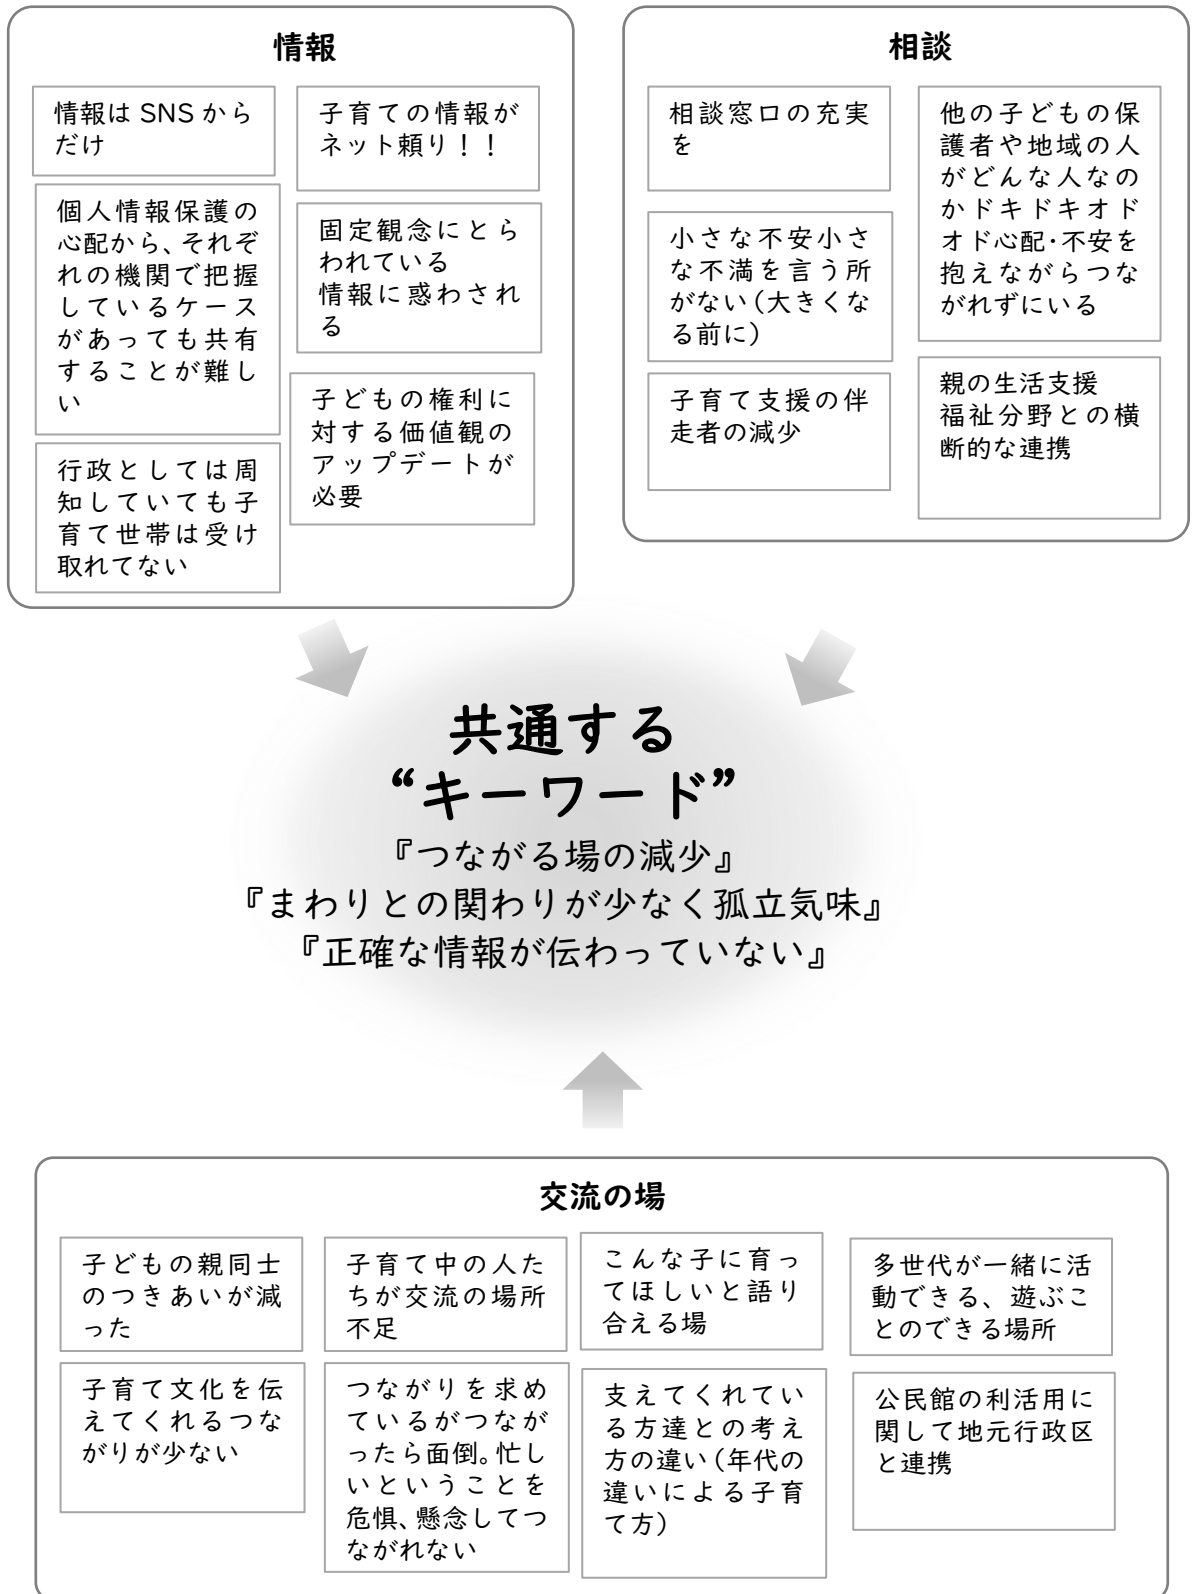 情報
情報は SNS から
だけ
子育ての情報が
ネット頼り！！
個人情報保護の
心配から、それぞ
れの機関で把握
しているケース
があっても共有
することが難し
い
固定観念にとら
われている
情報に惑わされ
る
子どもの権利に
対する価値観の
アップデートが
必要
行政としては周
知していても子
育て世帯は受け
取れてない
相談
相談窓口の充実
を
他の子どもの保
護者や地域の人
がどんな人なの
かドキドキオド
オド心配・不安を
抱えながらつな
がれずにいる
小さな不安小さ
な不満を言う所
がない（大きくな
る前に）
子育て支援の伴
走者の減少
親の生活支援
福祉分野との横
断的な連携
共通する
“キーワード”
『つながる場の減少』
『まわりとの関わりが少なく孤立気味』
『正確な情報が伝わっていない』
交流の場
子どもの親同士
のつきあいが減
った
子育て中の人た
ちが交流の場所
不足
こんな子に育っ
てほしいと語り
合える場
多世代が一緒に活
動できる、遊ぶこ
とのできる場所
子育て文化を伝
えてくれるつな
がりが少ない
つながりを求め
ているがつなが
ったら面倒。忙し
いということを
危惧、懸念してつ
ながれない
支えてくれてい
る方達との考え
方の違い（年代の
違いによる子育
て方）
公民館の利活用に
関して地元行政区
と連携